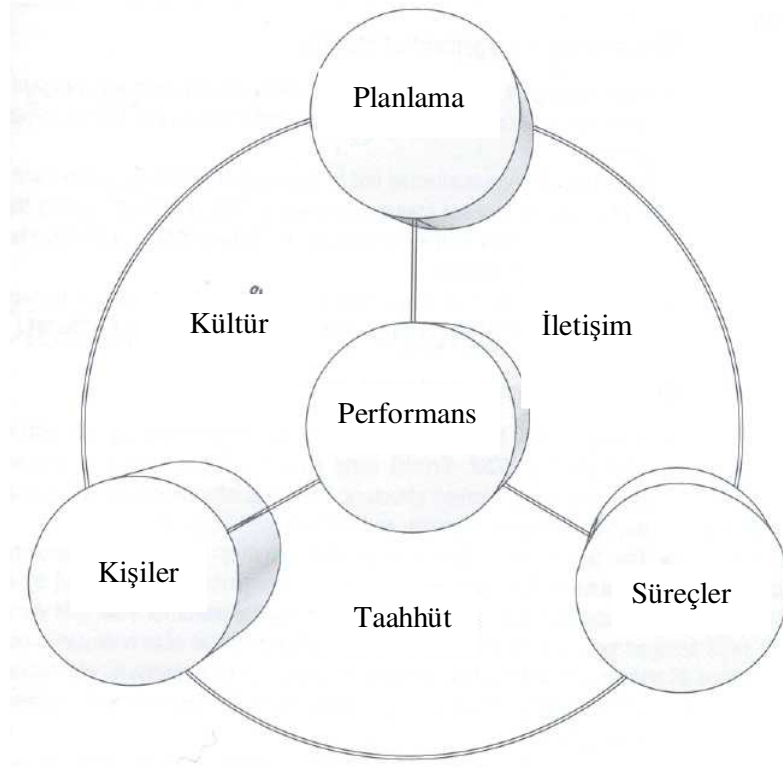 Planlama
Kültür
İletişim
Performans
Kişiler
Süreçler
Taahhüt